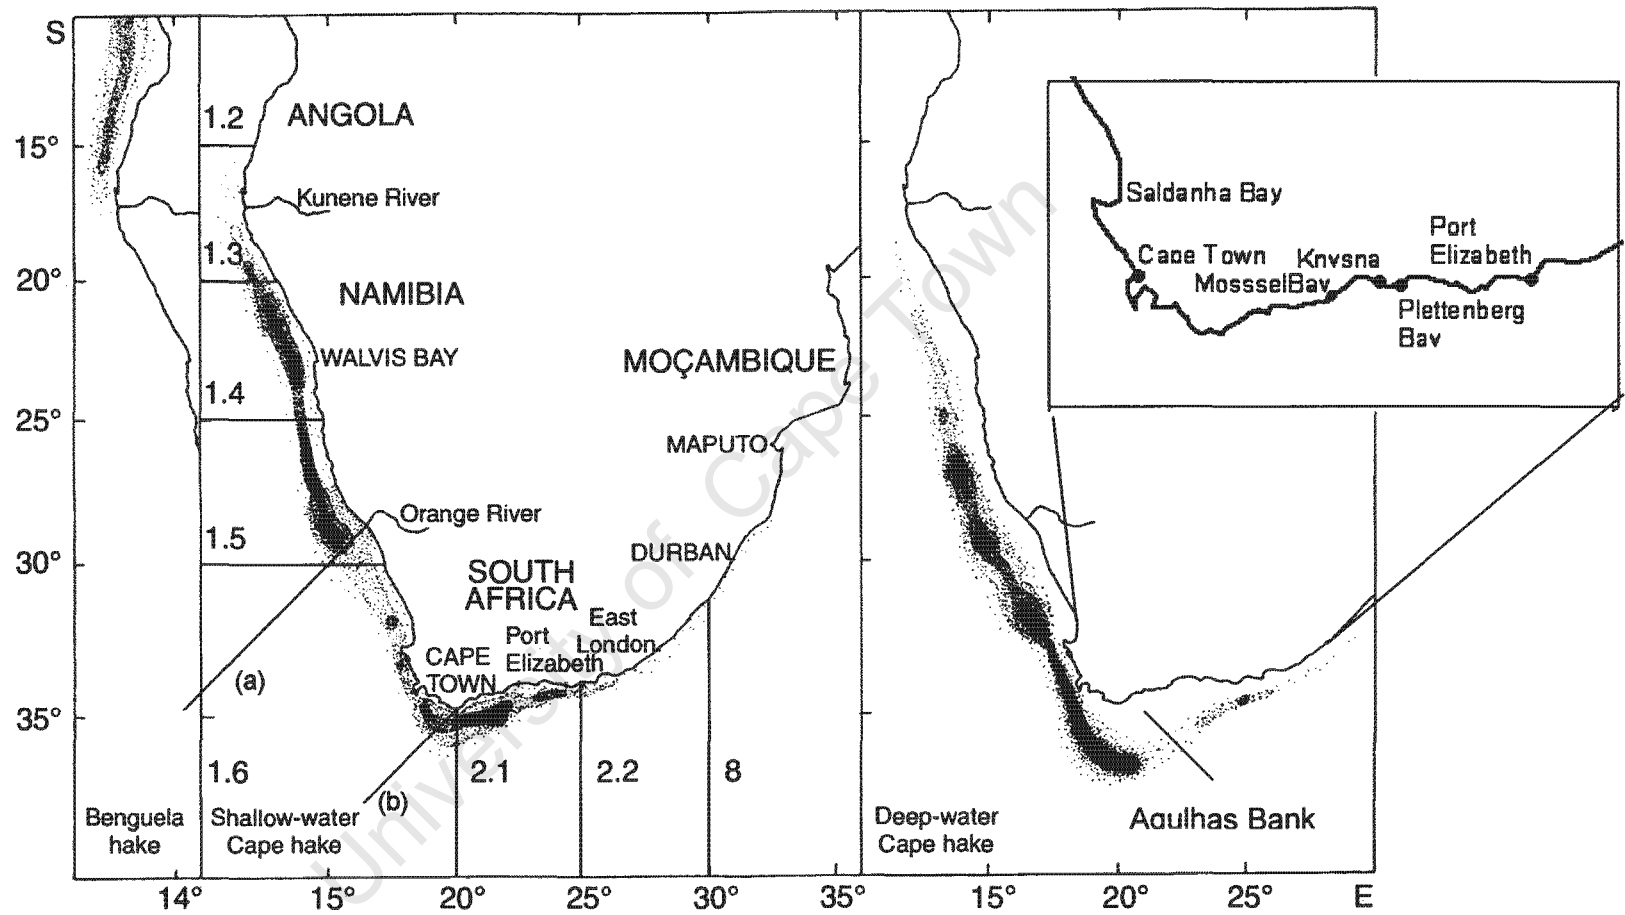 S
15°
20°
25°
30°
35°
1.2
ANGOLA
Kunene River
1.3
NAMIBIA
WALVIS BAY
1.4
MOÇAMBIQUE
MAPUTO
Orange River
1.5
DURBAN
SOUTH
AFRICA
East
London
Port
Elizabeth
CAPE
TOWN
(a)
1.6
2.1
2.2
8
(b)
Benguela
hake
Shallow-water
Cape hake
Deep-water
Cape hake
Agulhas Bank
Saldanha Bay
Cape Town
Knysna
Port
Elizabeth
MosselBay
Plettenberg
Bay
14°
15°
20°
25°
30°
35°
15°
20°
25°
E
University of Cape Town